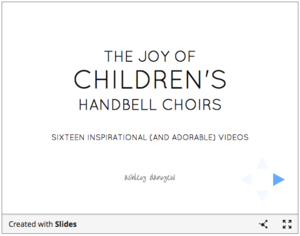 THE JOY OF
CHILDREN'S
HANDBELL CHOIRS
SIXTEEN INSPIRATIONAL {AND ADORABLE} VIDEOS
ashley danyew
Created with Slides